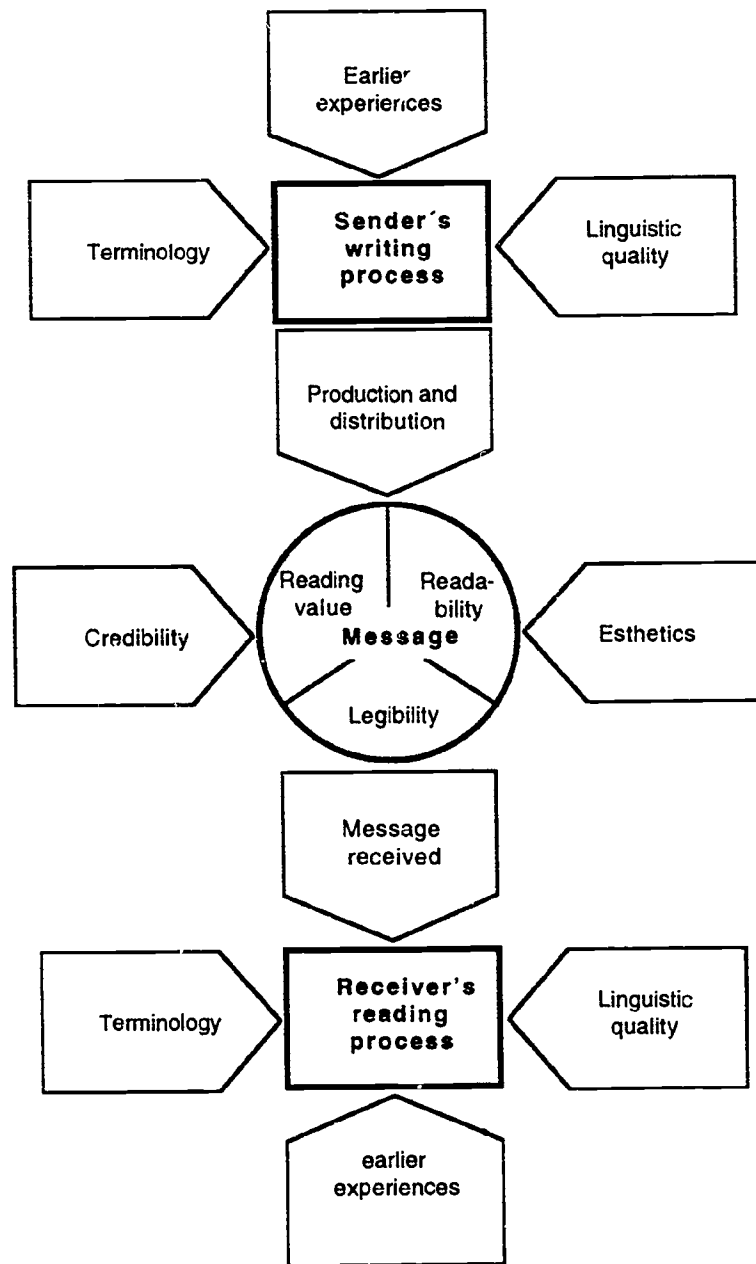 Earlier
experiences
Terminology
Sender´s
writing
process
Linguistic
quality
Production and
distribution
Credibility
Reading
value
Reada-
bility
Message
Legibility
Esthetics
Message
received
Terminology
Receiver's
reading
process
Linguistic
quality
earlier
experiences